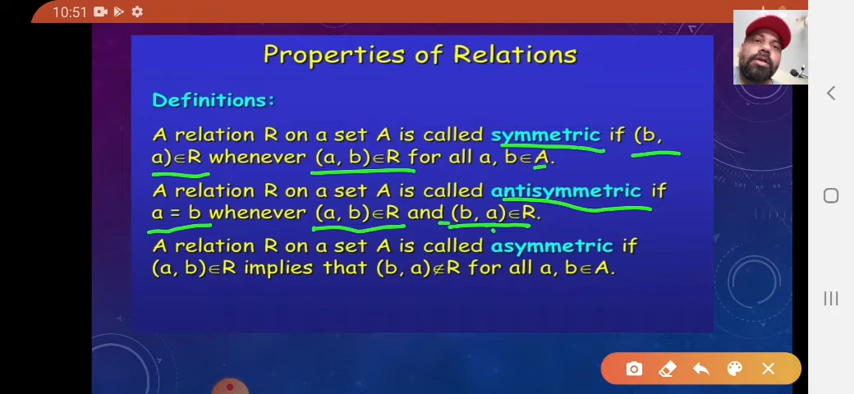 10:51
Properties of Relations
Definitions:
A relation R on a set A is called symmetric if (b,
a)∈R whenever (a, b)∈R for all a, b∈A.
A relation R on a set A is called antisymmetric if
a = b whenever (a, b)∈R and (b, a)∈R.
A relation R on a set A is called asymmetric if
(a, b)∈R implies that (b, a)∉R for all a, b∈A.